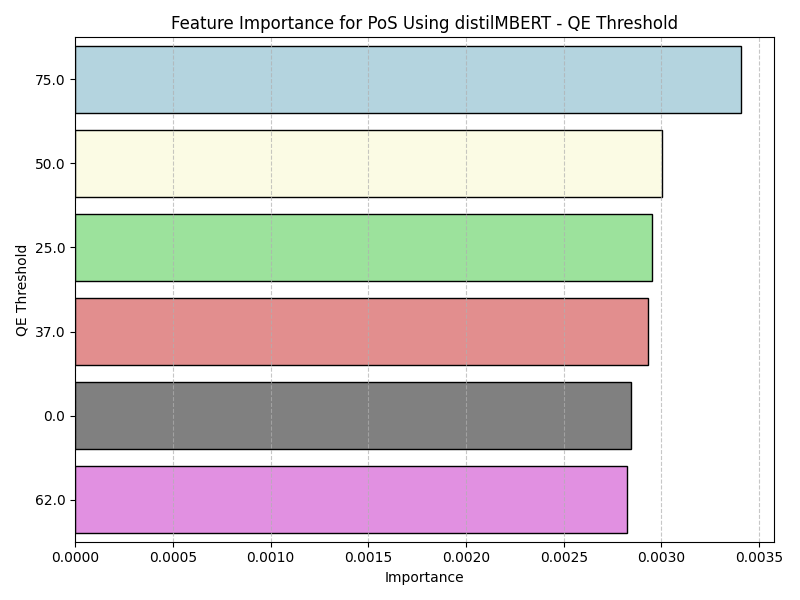 Feature Importance for PoS Using distilMBERT - QE Threshold
QE Threshold
75.0
50.0
25.0
37.0
0.0
62.0
0.0000 0.0005 0.0010 0.0015 0.0020 0.0025 0.0030 0.0035
Importance